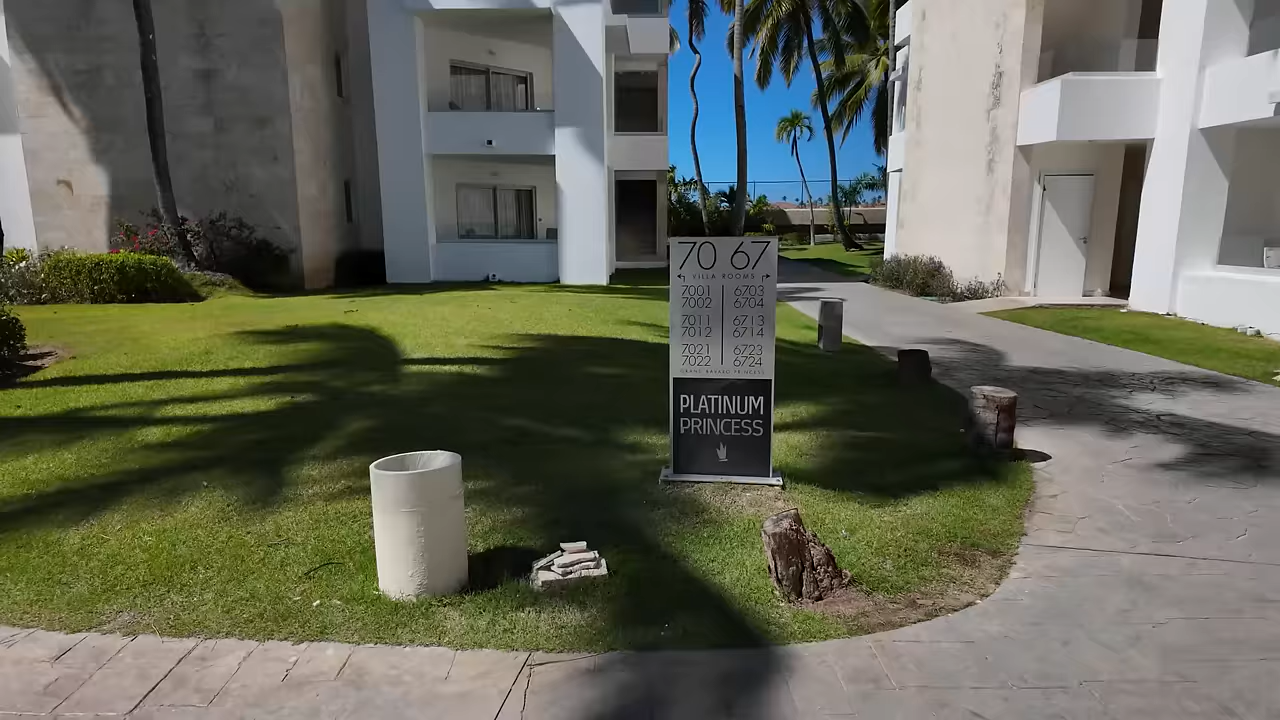 70 67
VILLA ROOMS
7001 6703
7002 6704
7011 6713
7012 6714
7021 6723
7022 6724
GRAND BAVARO PRINCESS
PLATINUM
PRINCESS